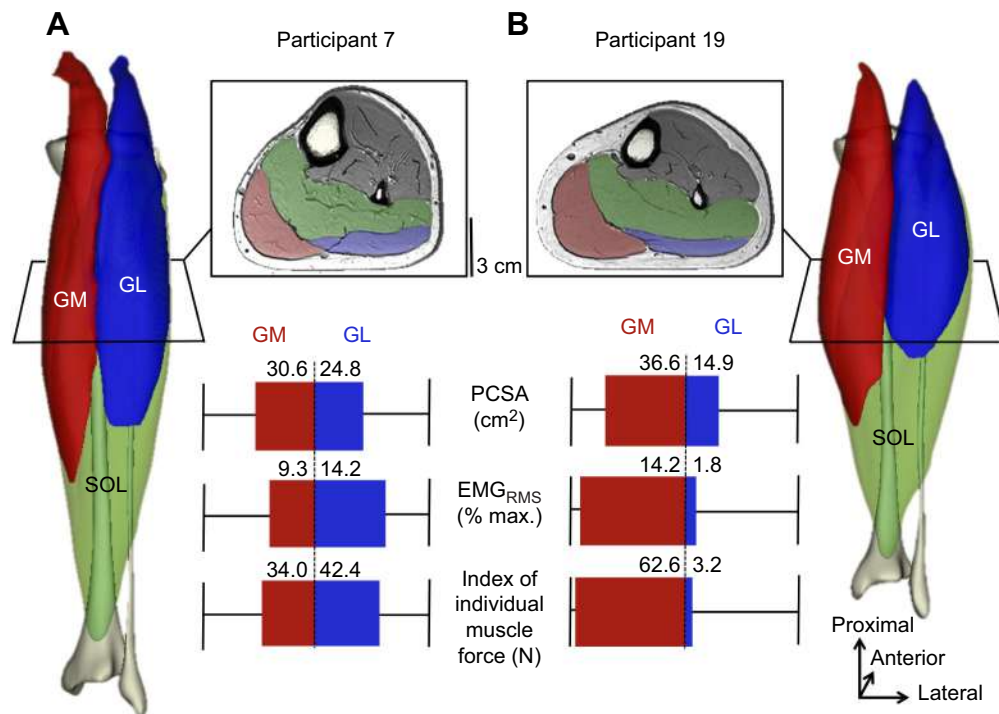 A
Participant 7
B
Participant 19
GL
GM
GL
GM
3 cm
GM GL
GM GL
30.6 24.8
PCSA
(cm²)
36.6 14.9
SOL
SOL
9.3 14.2
EMG_RMS
(% max.)
14.2 1.8
34.0 42.4
Index of
individual
muscle
force (N)
62.6 3.2
Proximal
Anterior
Lateral